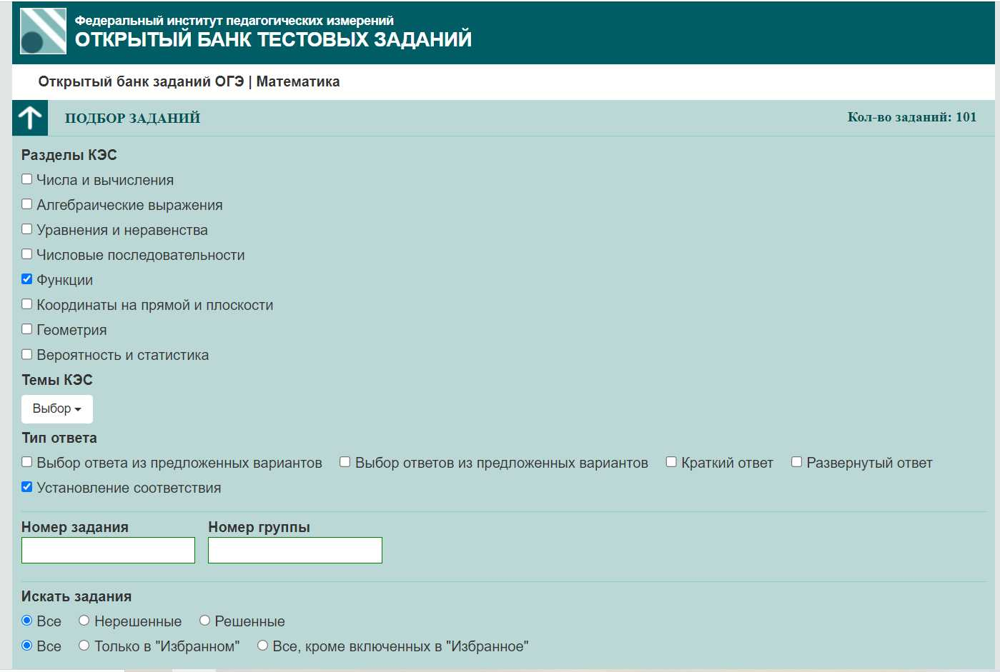 Федеральный институт педагогических измерений
ОТКРЫТЫЙ БАНК ТЕСТОВЫХ ЗАДАНИЙ
Открытый банк заданий ОГЭ | Математика
ПОДБОР ЗАДАНИЙ
Кол-во заданий: 101
Разделы КЭС
Числа и вычисления
Алгебраические выражения
Уравнения и неравенства
Числовые последовательности
Функции
Координаты на прямой и плоскости
Геометрия
Вероятность и статистика
Темы КЭС
Выбор
Тип ответа
Выбор ответа из предложенных вариантов Выбор ответов из предложенных вариантов Краткий ответ Развернутый ответ
Установление соответствия
Номер задания Номер группы
Искать задания
Все Нерешенные Решенные
Все Только в "Избранном" Все, кроме включенных в "Избранное"